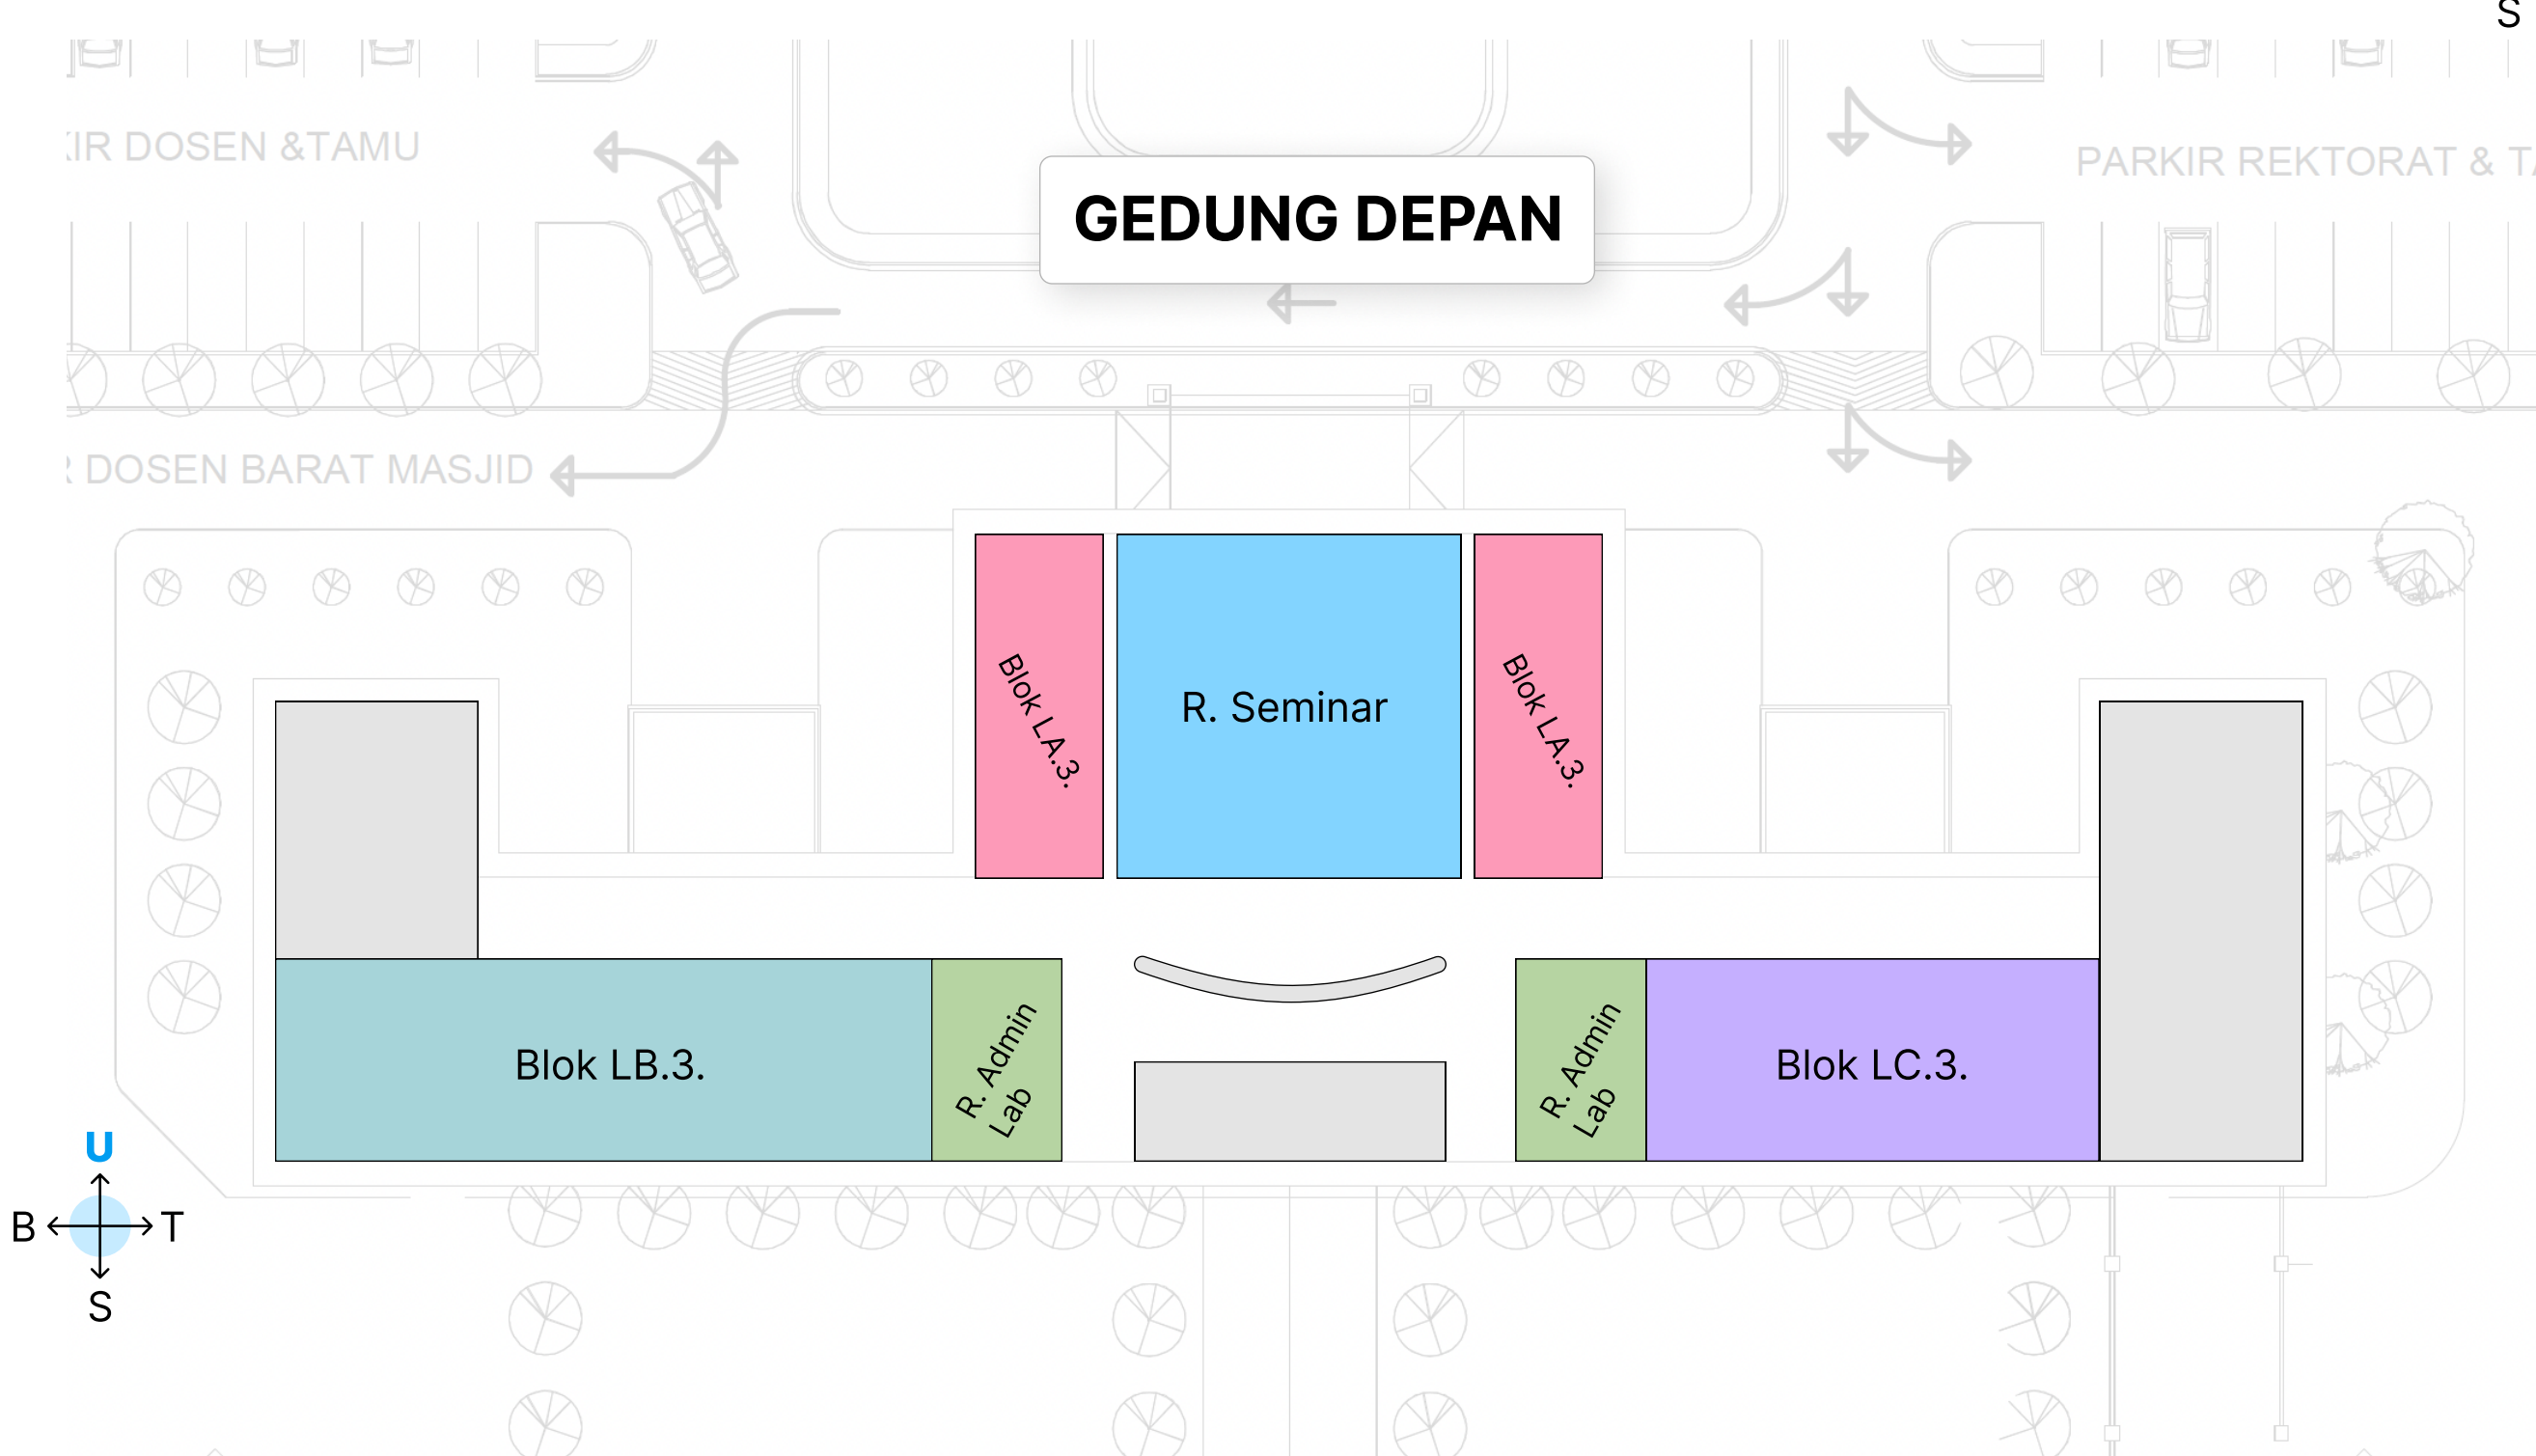 S
IR DOSEN &TAMU
PARKIR REKTORAT & TA
GEDUNG DEPAN
DOSEN BARAT MASJID
Blok LA.3.
R. Seminar
Blok LA.3.
Blok LB.3.
R. Admin
Lab
R. Admin
Lab
Blok LC.3.
U
B
T
S